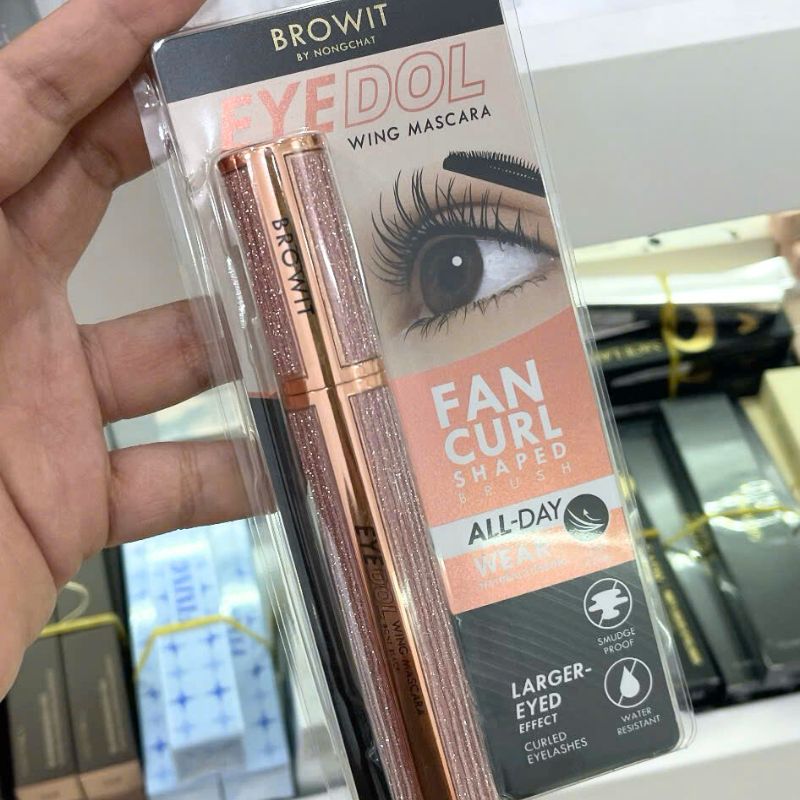 BROWIT
BY NONGCHAT
EYEDOL
WING MASCARA
BROWIT
EYEDOL
WING MASCARA
FAN
CURL
SHAPED
BRUSH
ALL-DAY
WEAR
SMUDGE
PROOF
LARGER-
EYED
EFFECT
CURLED
EYELASHES
WATER
RESISTANT